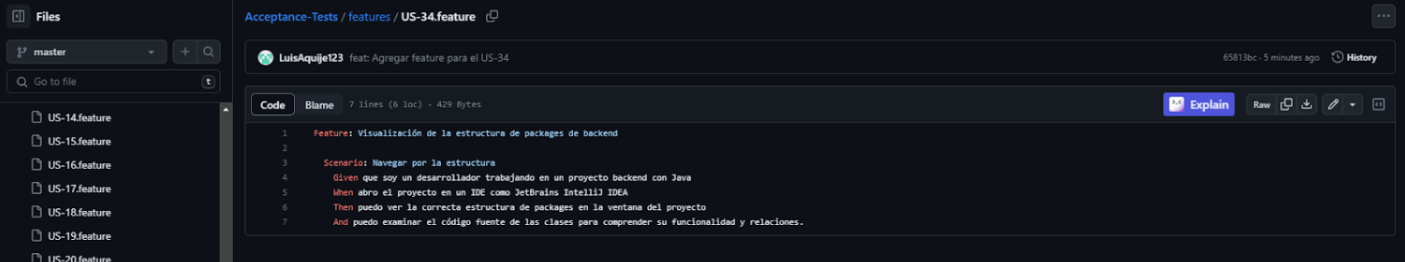 Files
master
Go to file
t
US-14.feature
US-15.feature
US-16.feature
US-17.feature
US-18.feature
US-19.feature
US-20.feature
Acceptance-Tests / features / US-34.feature
LuisAquije123 feat: Agregar feature para el US-34
65813bc · 5 minutes ago History
Code Blame 7 lines (6 loc) · 429 Bytes
Explain Raw
1 Feature: Visualización de la estructura de packages de backend
2
3 Scenario: Navegar por la estructura
4 Given que soy un desarrollador trabajando en un proyecto backend con Java
5 When abro el proyecto en un IDE como JetBrains IntelliJ IDEA
6 Then puedo ver la correcta estructura de packages en la ventana del proyecto
7 And puedo examinar el código fuente de las clases para comprender su funcionalidad y relaciones.